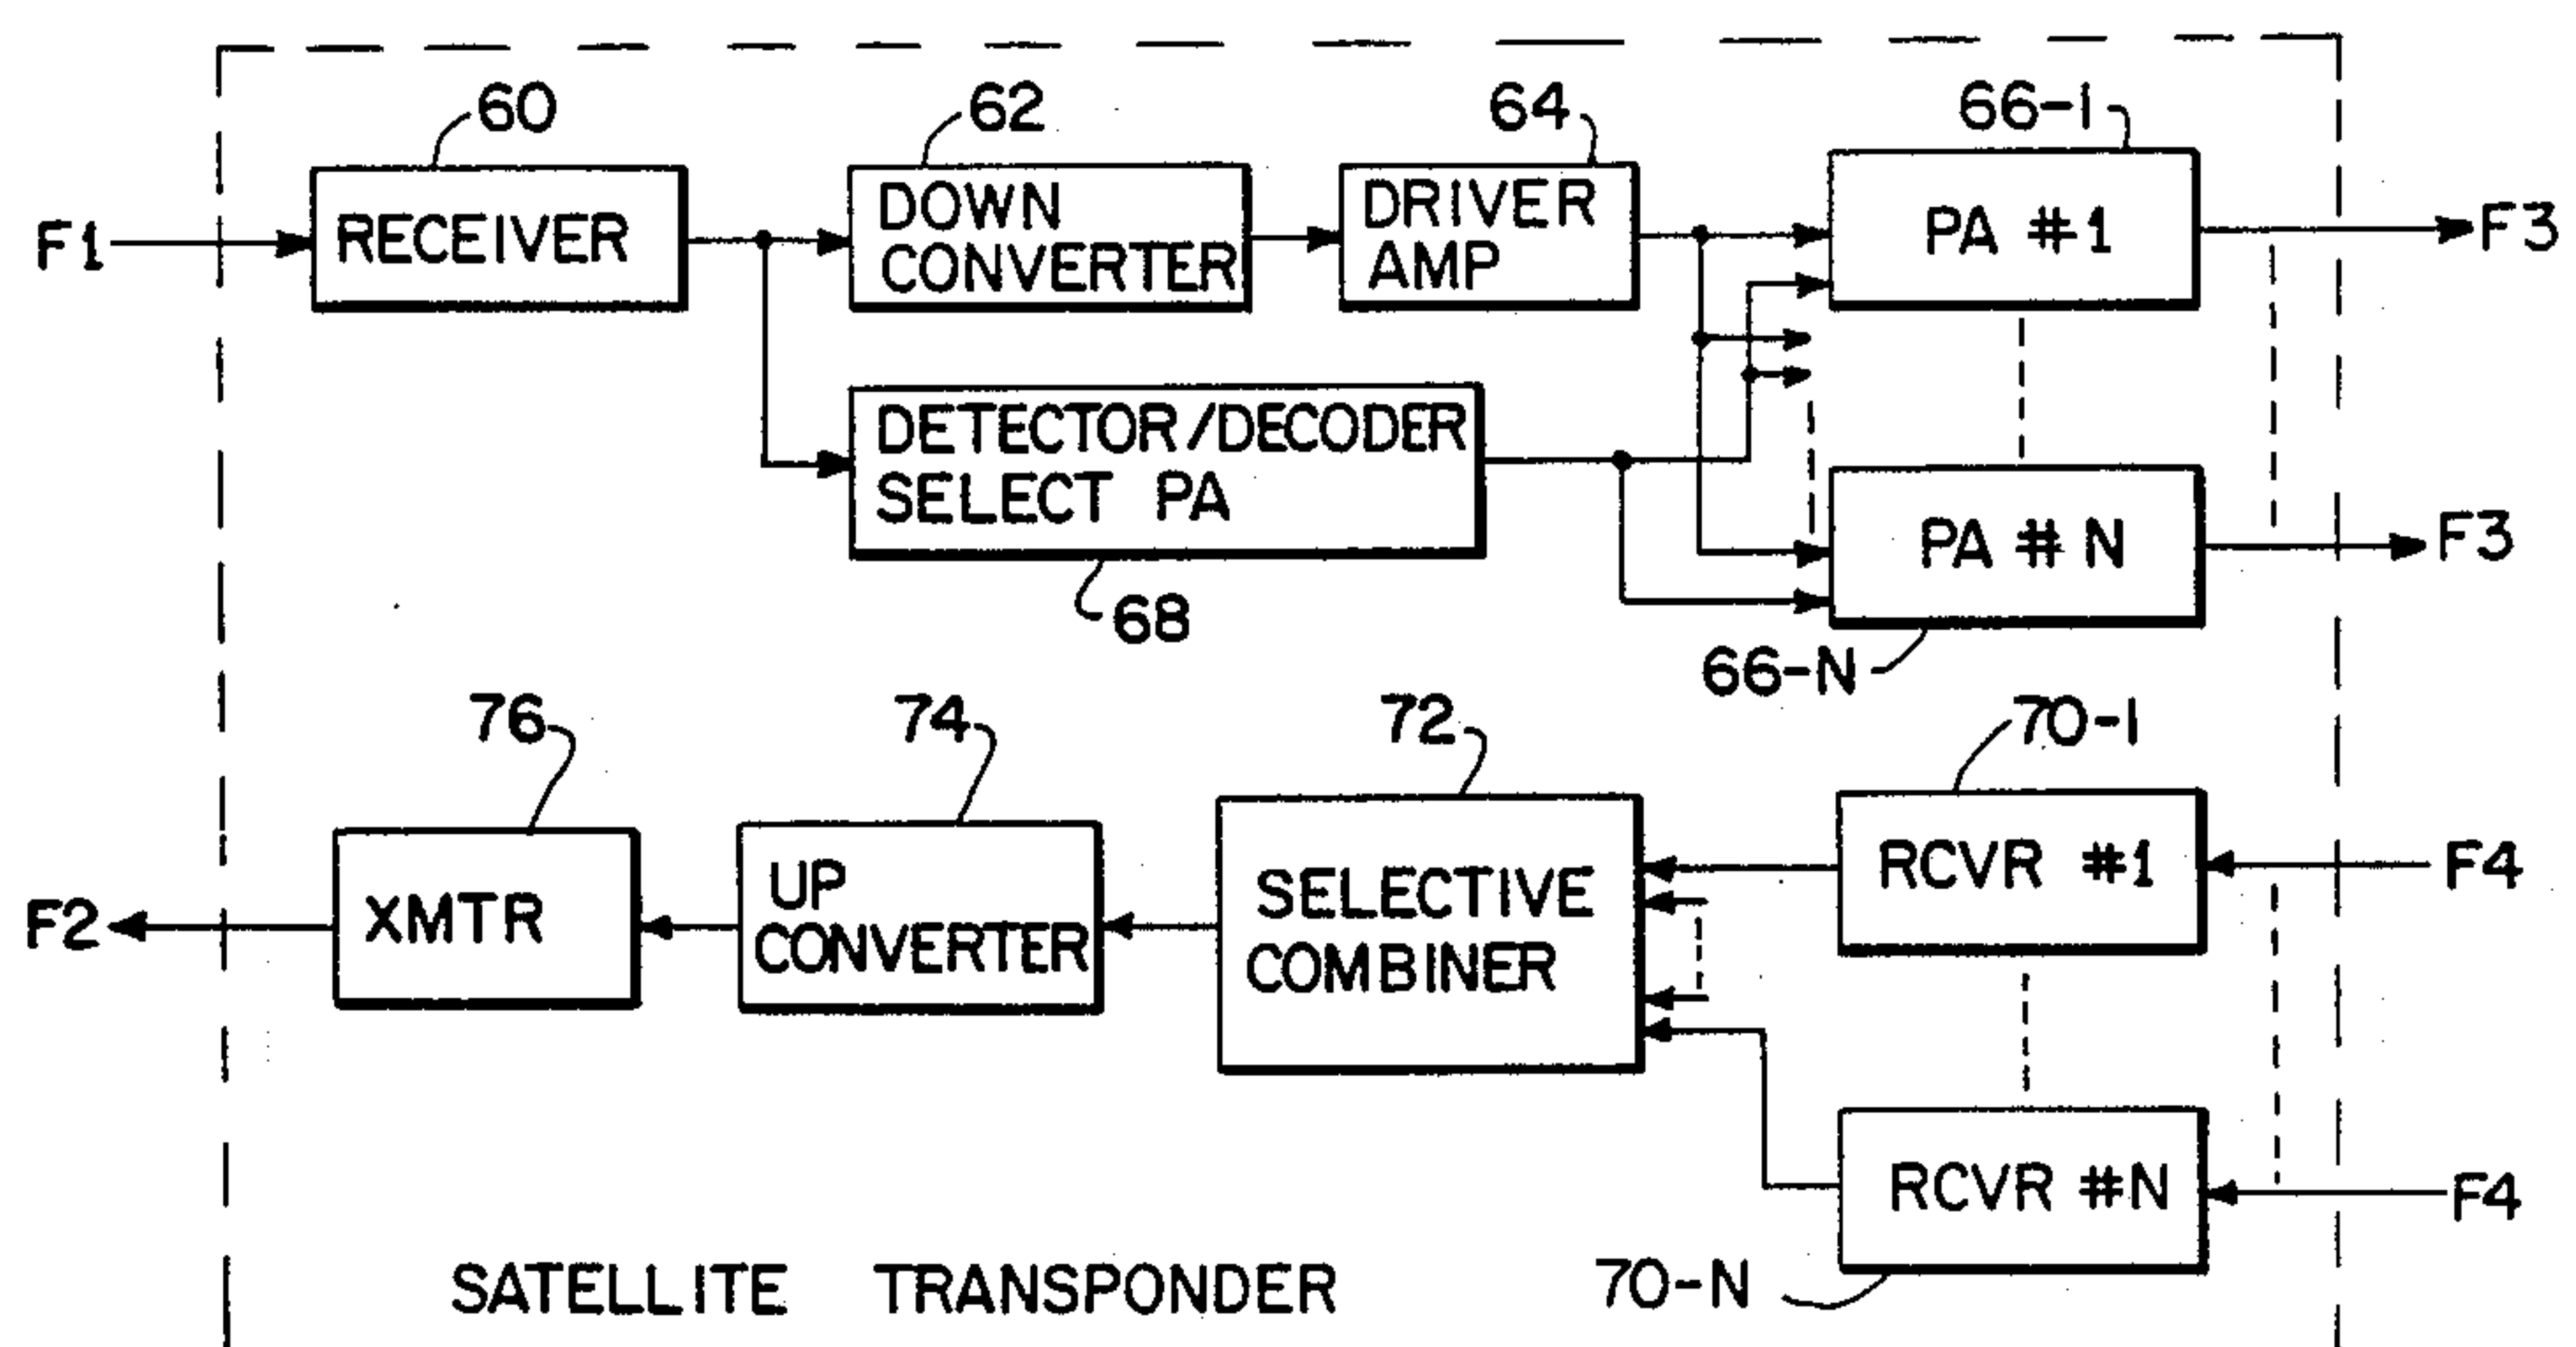 60
62
64
66-1
F1
RECEIVER
DOWN
CONVERTER
DRIVER
AMP
PA #1
F3
DETECTOR/DECODER
SELECT PA
PA # N
F3
68
66-N
76
74
72
70-1
F2
XMTR
UP
CONVERTER
SELECTIVE
COMBINER
RCVR #1
F4
RCVR #N
F4
70-N
SATELLITE TRANSPONDER